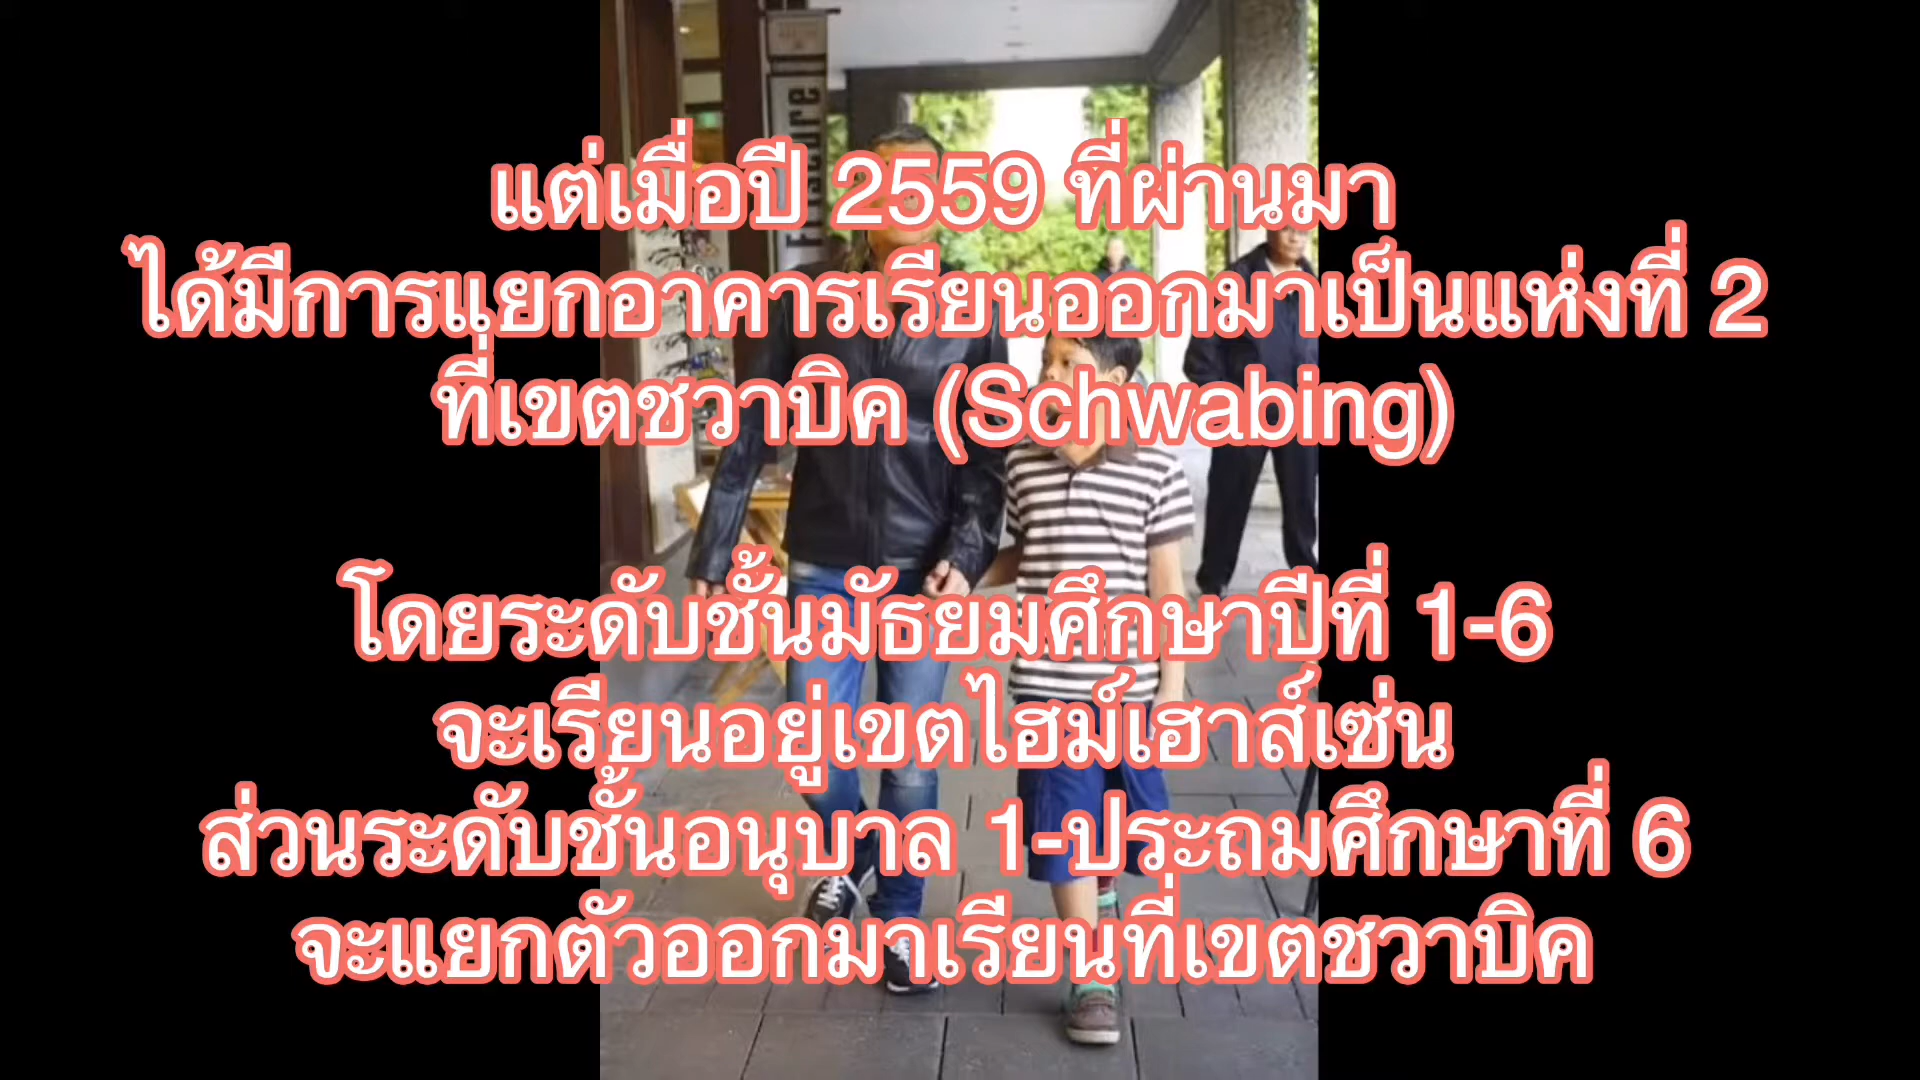 แต่เมื่อปี 2559 ที่ผ่านมา
ได้มีการแยกอาคารเรียนออกมาเป็นแห่งที่ 2
ที่เขตชวาบิค (Schwabing)
โดยระดับชั้นมัธยมศึกษาปีที่ 1-6
จะเรียนอยู่เขตไฮม์เฮาส์เซ่น
ส่วนระดับชั้นอนุบาล 1-ประถมศึกษาที่ 6
จะแยกตัวออกมาเรียนที่เขตชวาบิค